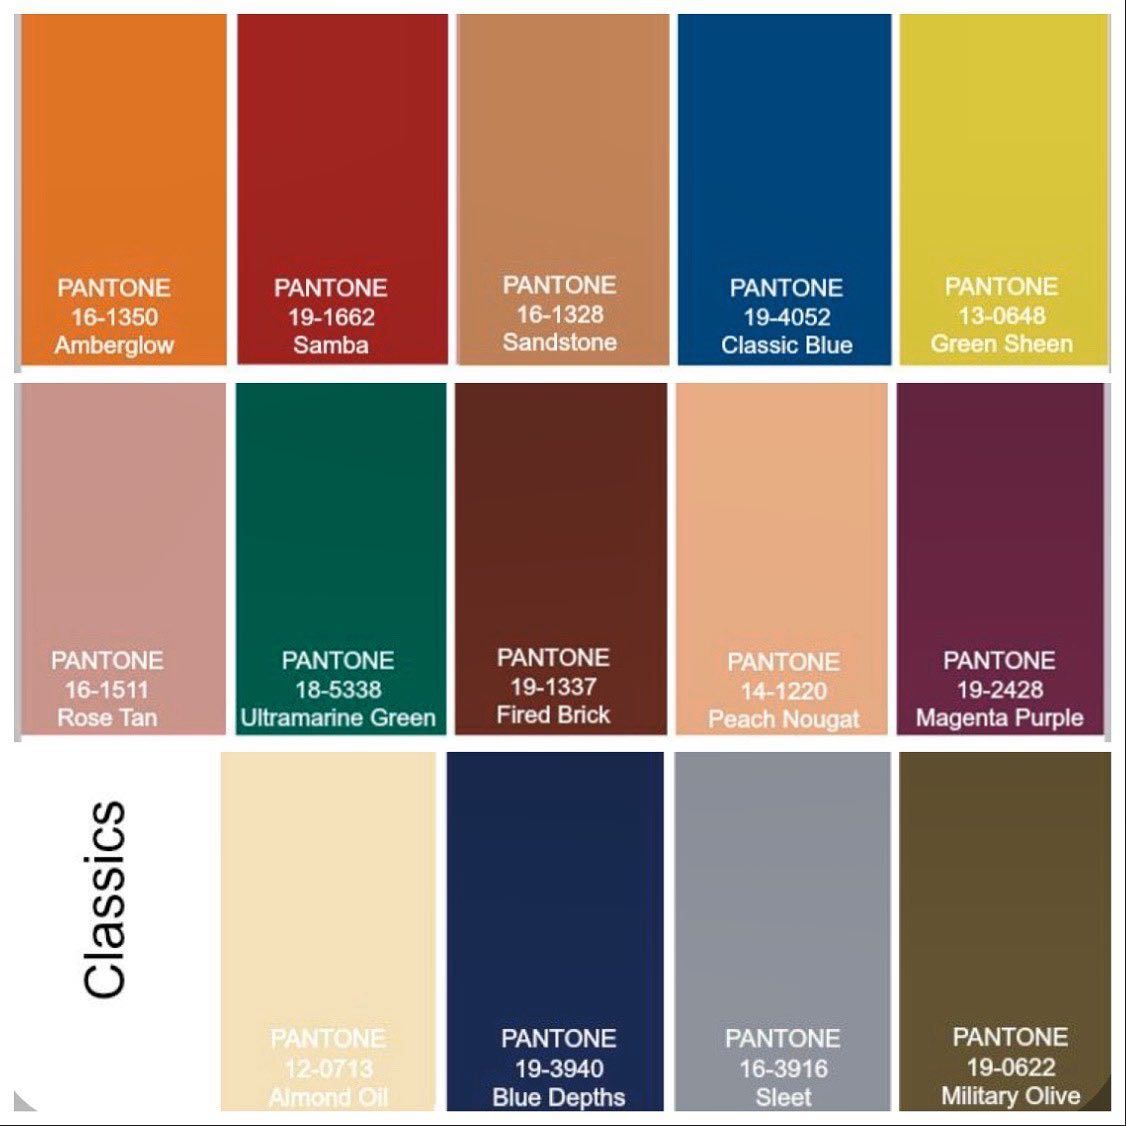 PANTONE
16-1350
Amberglow
PANTONE
19-1662
Samba
PANTONE
16-1328
Sandstone
PANTONE
19-4052
Classic Blue
PANTONE
13-0648
Green Sheen
PANTONE
16-1511
Rose Tan
PANTONE
18-5338
Ultramarine Green
PANTONE
19-1337
Fired Brick
PANTONE
14-1220
Peach Nougat
PANTONE
19-2428
Magenta Purple
Classics
PANTONE
12-0713
Almond Oil
PANTONE
19-3940
Blue Depths
PANTONE
16-3916
Sleet
PANTONE
19-0622
Military Olive